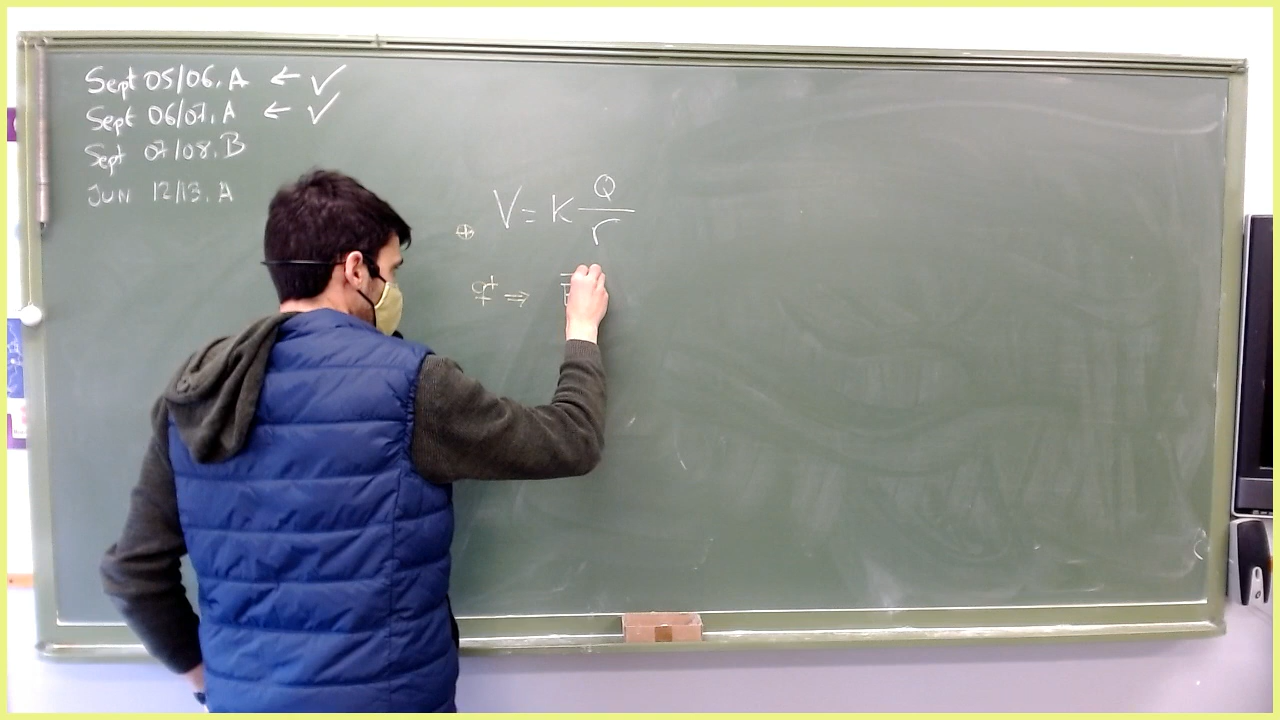 Sept 05/06. A ← ✓
Sept 06/07. A ← ✓
Sept 07/08. B
JUN 12/13. A
V = K Q/r
⊕
q+ ⇒